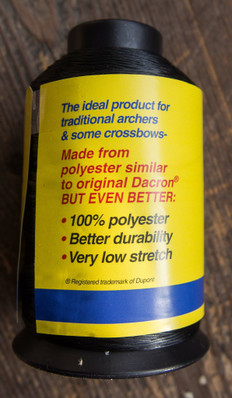 The ideal product for
traditional archers
& some crossbows-
Made from
polyester similar
to original Dacron®
BUT EVEN BETTER:
• 100% polyester
• Better durability
• Very low stretch
® Registered trademark of Dupont